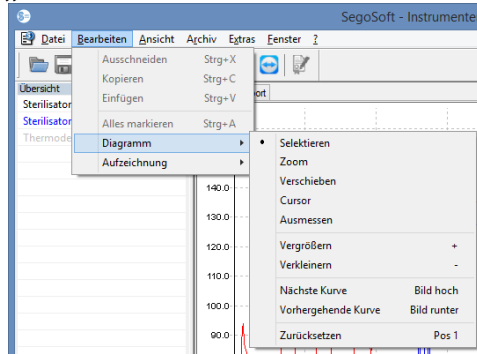 SegoSoft - Instrumente
Datei Bearbeiten Ansicht Archiv Extras Fenster ?
Ausschneiden Strg+X
Kopieren Strg+C
Einfügen Strg+V
Alles markieren Strg+A
Diagramm
Aufzeichnung
Übersicht
Sterilisator
Sterilisator
Thermode
ort
Selektieren
Zoom
Verschieben
Cursor
Ausmessen
Vergrößern +
Verkleinern -
Nächste Kurve Bild hoch
Vorhergehende Kurve Bild runter
Zurücksetzen Pos 1
140.0
130.0
120.0
110.0
100.0
90.0